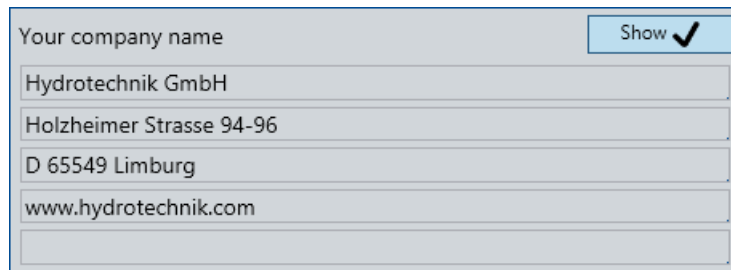 Your company name
Show
Hydrotechnik GmbH
Holzheimer Strasse 94-96
D 65549 Limburg
www.hydrotechnik.com